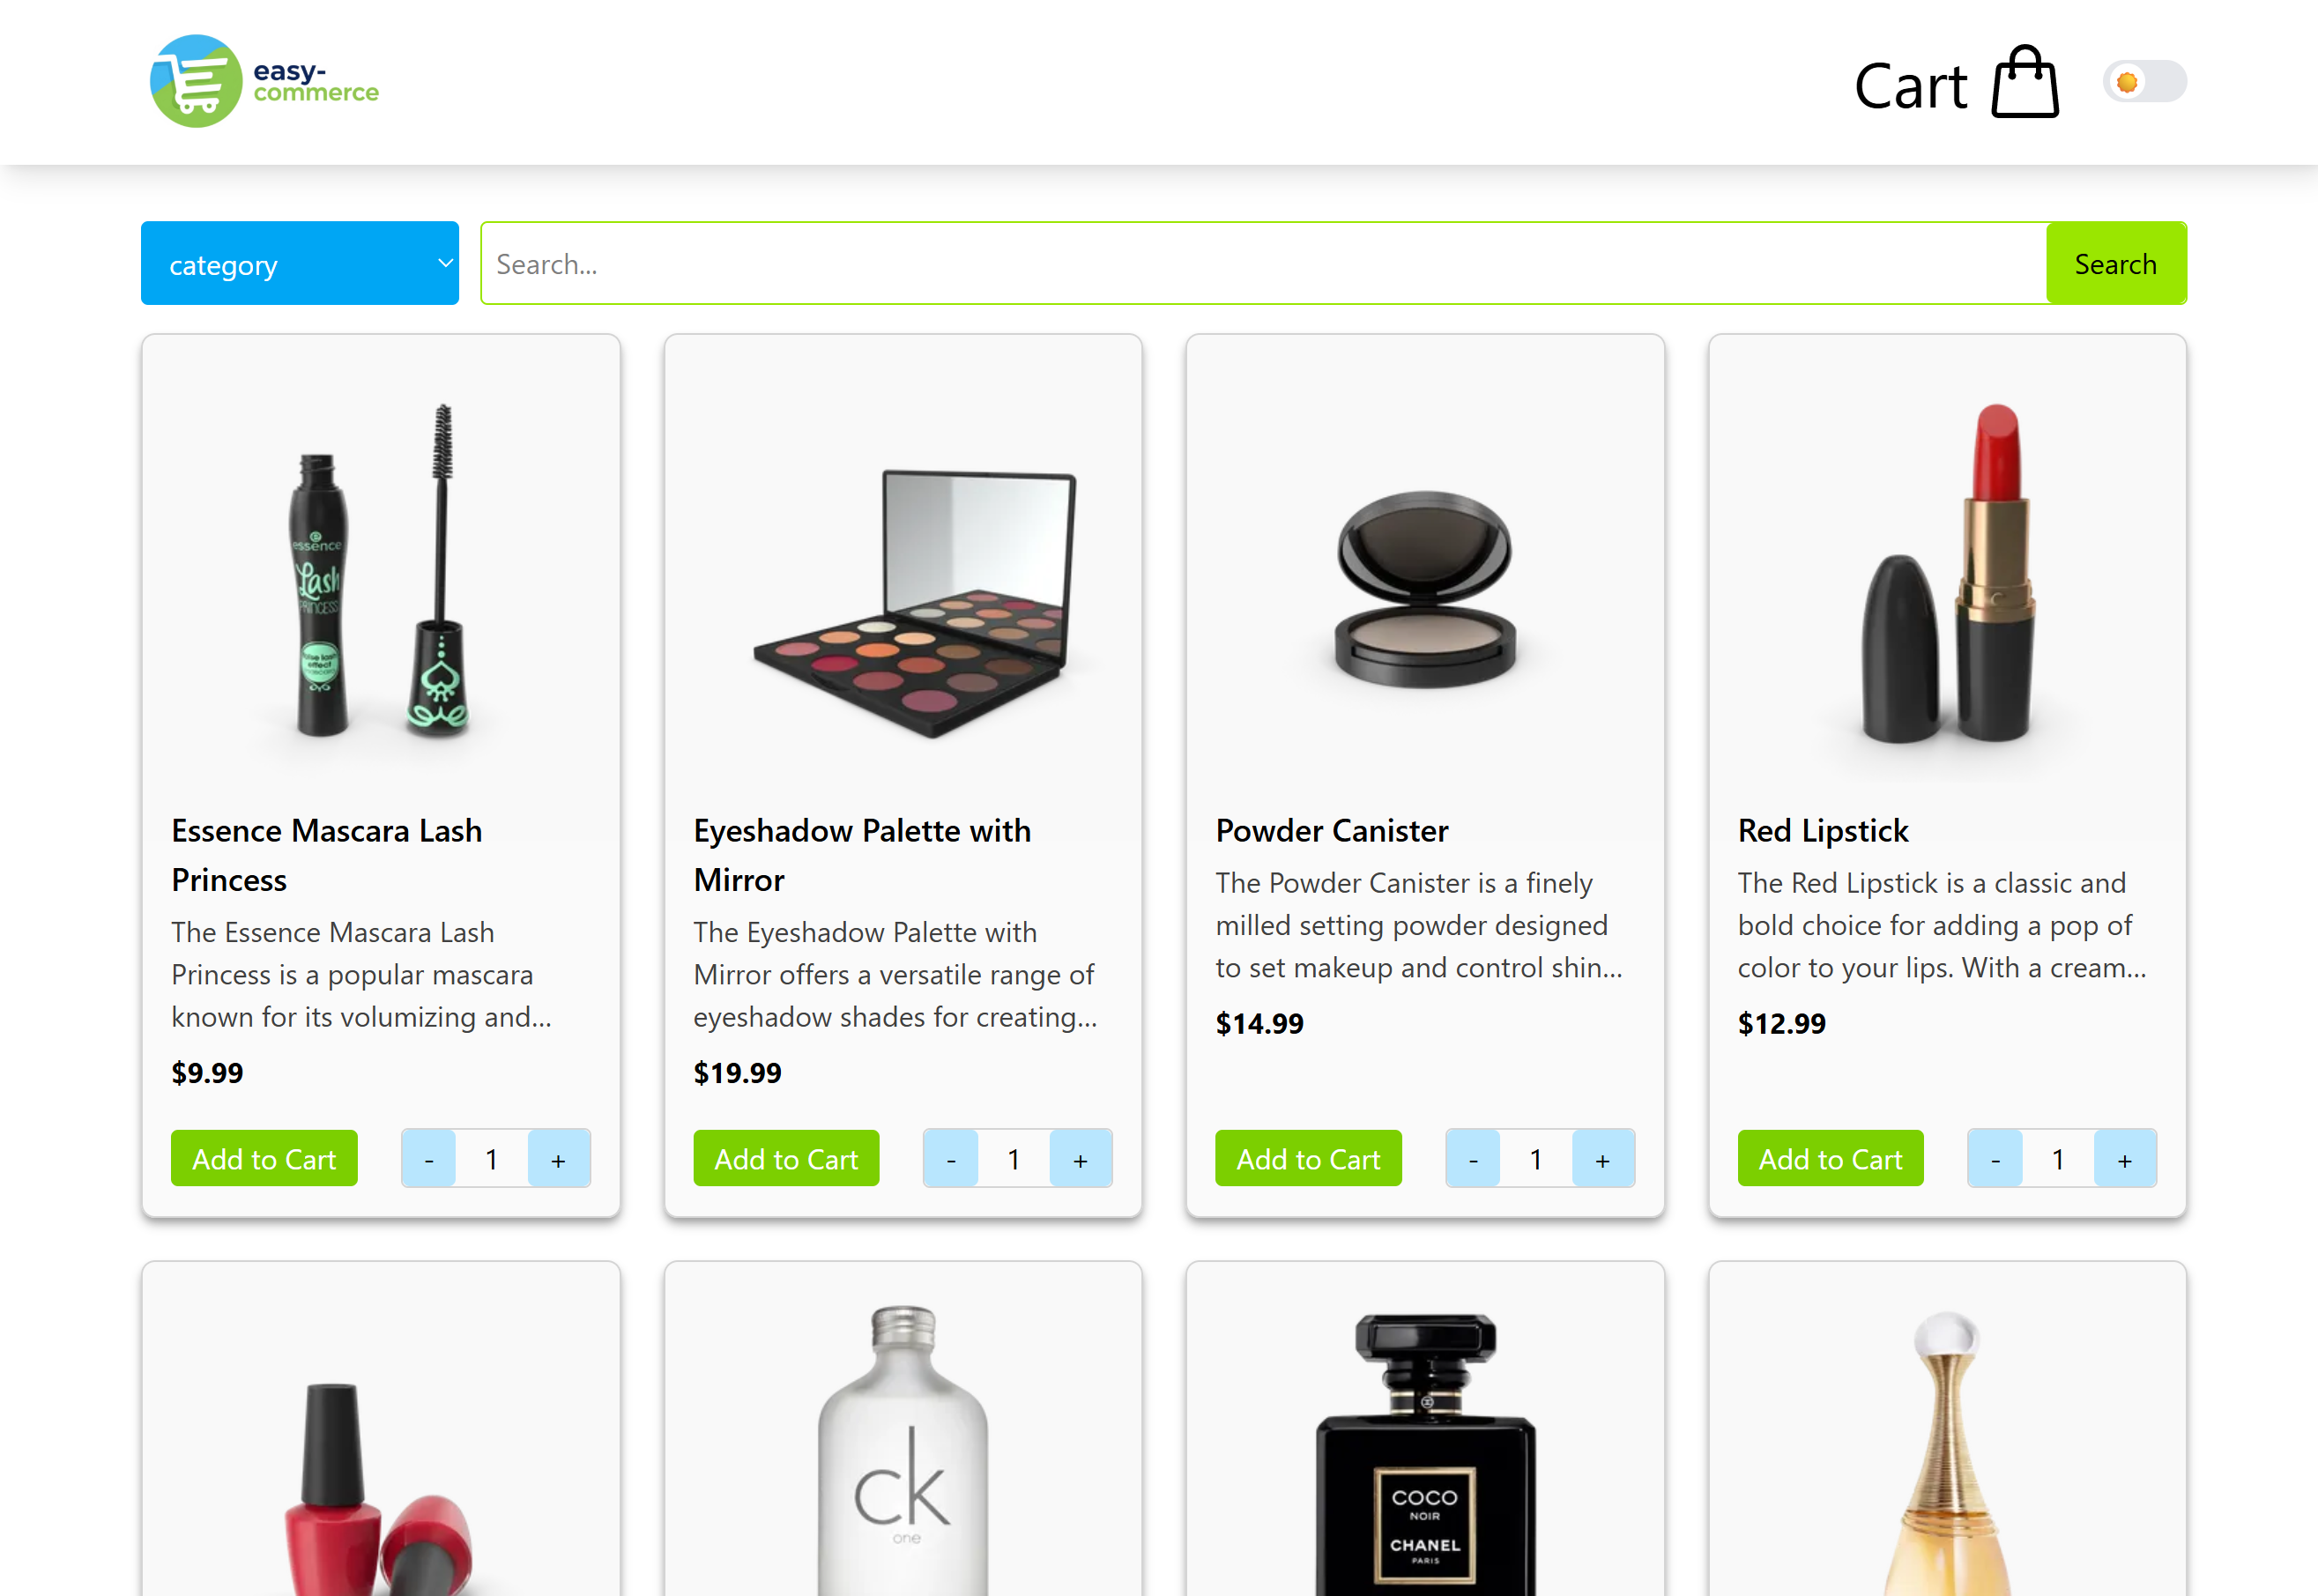 easy-
commerce
Cart
category
Search...
Search
essence
Lash
PRINCESS
false lash
effect
mascara
Essence Mascara Lash
Princess
The Essence Mascara Lash
Princess is a popular mascara
known for its volumizing and...
$9.99
Add to Cart
-
1
+
Eyeshadow Palette with
Mirror
The Eyeshadow Palette with
Mirror offers a versatile range of
eyeshadow shades for creating...
$19.99
Add to Cart
-
1
+
Powder Canister
The Powder Canister is a finely
milled setting powder designed
to set makeup and control shin...
$14.99
Add to Cart
-
1
+
Red Lipstick
The Red Lipstick is a classic and
bold choice for adding a pop of
color to your lips. With a cream...
$12.99
Add to Cart
-
1
+
ck
one
COCO
NOIR
CHANEL
PARIS